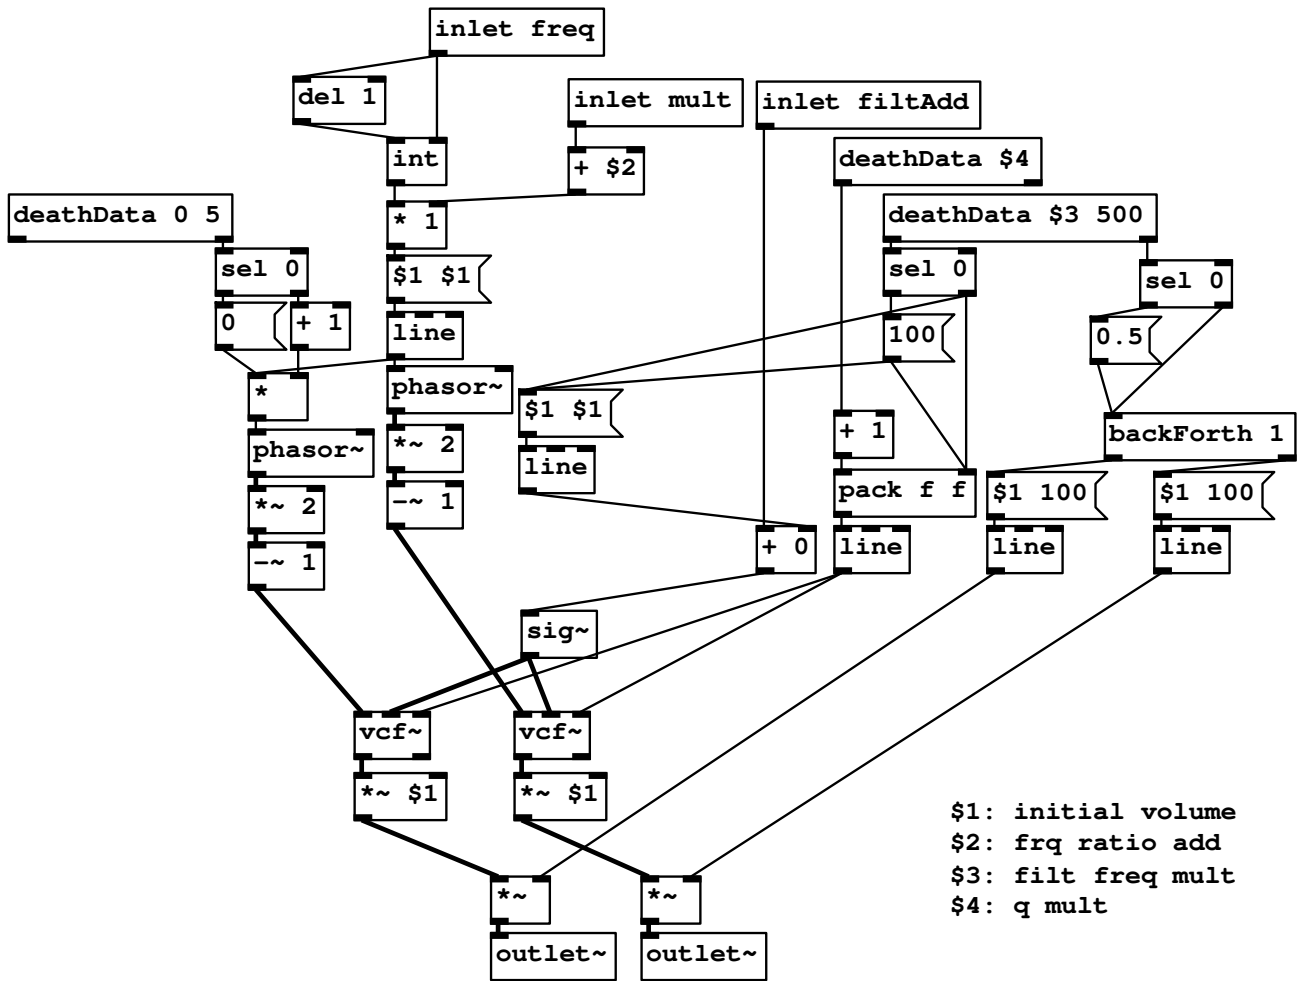 inlet freq
del 1
inlet mult
inlet filtAdd
int
+ $2
deathData $4
deathData 0 5
* 1
deathData $3 500
sel 0
$1 $1
sel 0
sel 0
0
+ 1
line
100
0.5
*
phasor~
$1 $1
+ 1
backForth 1
phasor~
*~ 2
line
pack f f
$1 100
$1 100
*~ 2
-~ 1
+ 0
line
line
line
-~ 1
sig~
vcf~
vcf~
*~ $1
*~ $1
$1: initial volume
$2: frq ratio add
$3: filt freq mult
$4: q mult
*~
*~
outlet~
outlet~